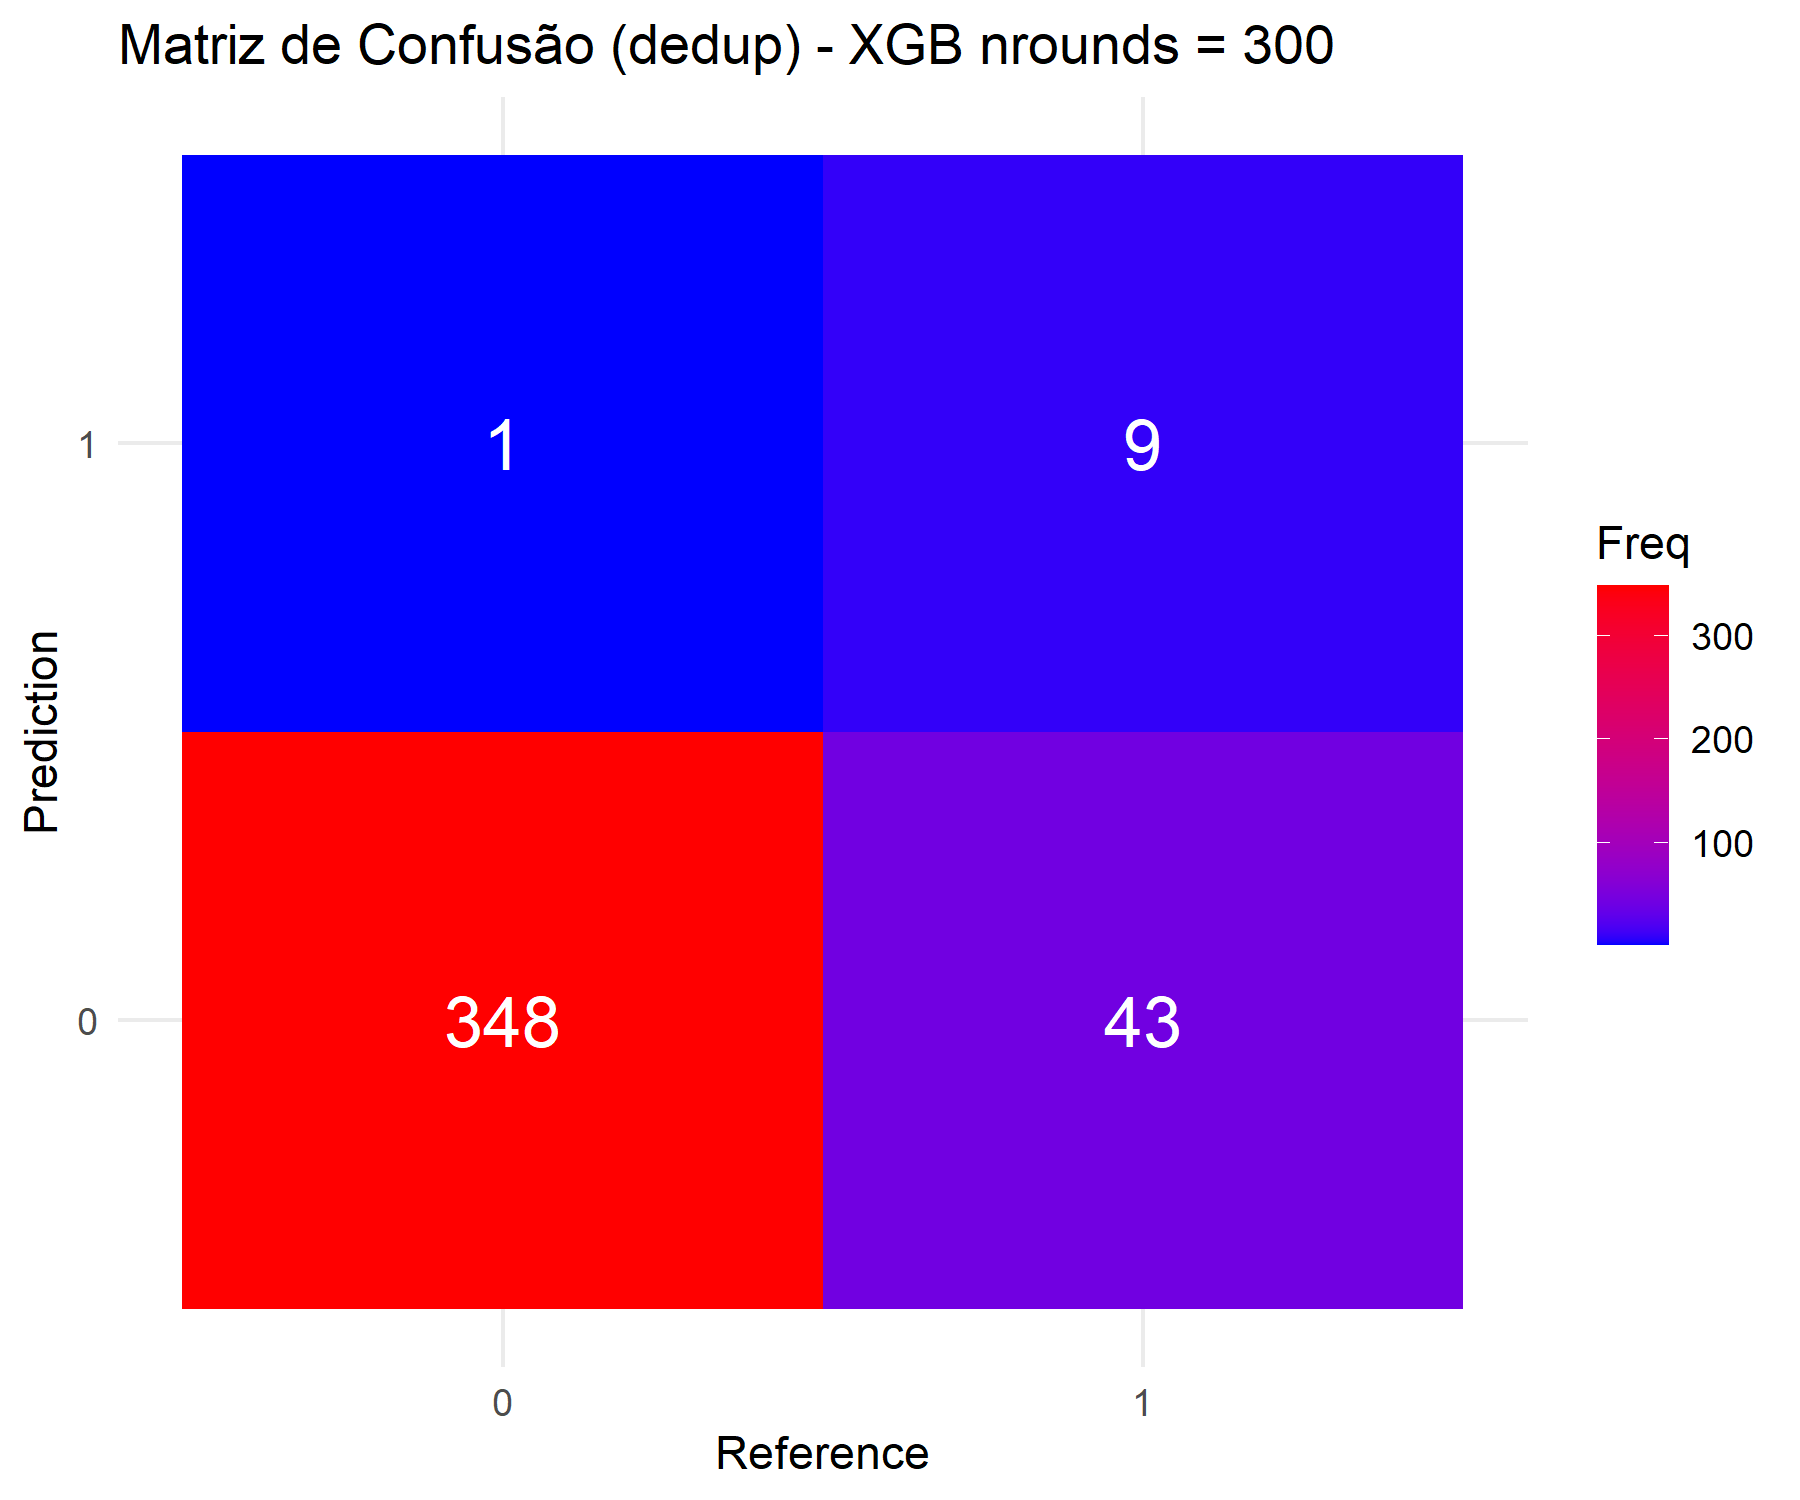 Matriz de Confusão (dedup) - XGB nrounds = 300
1
0
Prediction
1
9
348
43
0
1
Reference
Freq
300
200
100